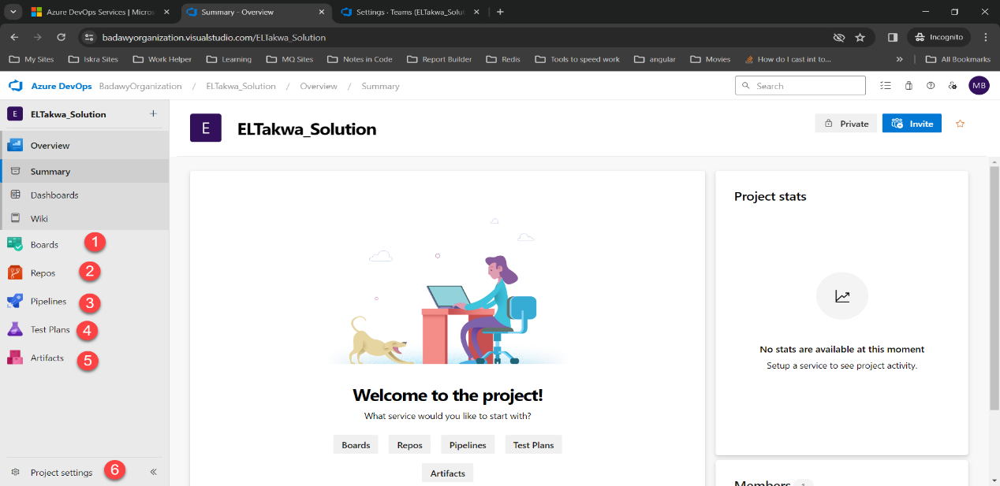 Azure DevOps Services | Micros
Summary - Overview
Settings · Teams (ELTakwa_Solut
badawyorganization.visualstudio.com/ELTakwa_Solution
Incognito
My Sites
Iskra Sites
Work Helper
Learning
MQ Sites
Notes in Code
Report Builder
Redis
Tools to speed work
angular
Movies
How do I cast int to...
»
All Bookmarks
Azure DevOps BadawyOrganization / ELTakwa_Solution / Overview / Summary
Search
MB
E ELTakwa_Solution +
Overview
Summary
Dashboards
Wiki
Boards 1
Repos 2
Pipelines 3
Test Plans 4
Artifacts 5
Project settings 6
E ELTakwa_Solution
Private
Invite
Welcome to the project!
What service would you like to start with?
Boards Repos Pipelines Test Plans
Artifacts
Project stats
No stats are available at this moment
Setup a service to see project activity.
Members 1